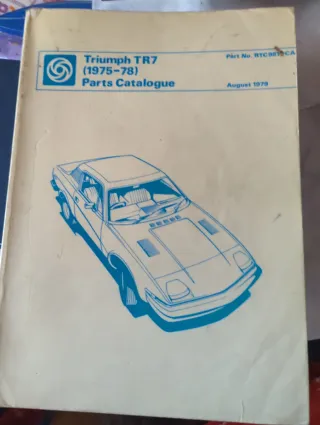 Triumph TR7
(1975-78)
Parts Catalogue
Part No.
August 1978